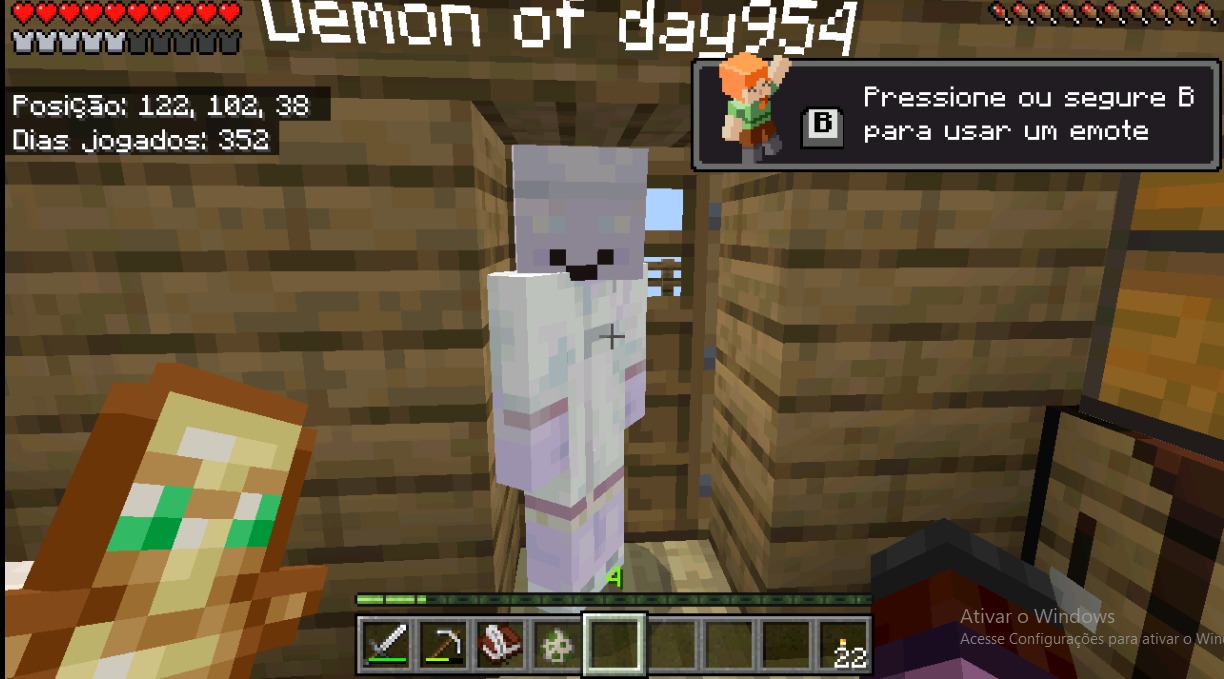 Demon of day954
Posição: 122, 102, 38
Dias jogados: 352
Pressione ou segure B
B
para usar um emote
4
22
Ativar o Windows
Acesse Configurações para ativar o Win